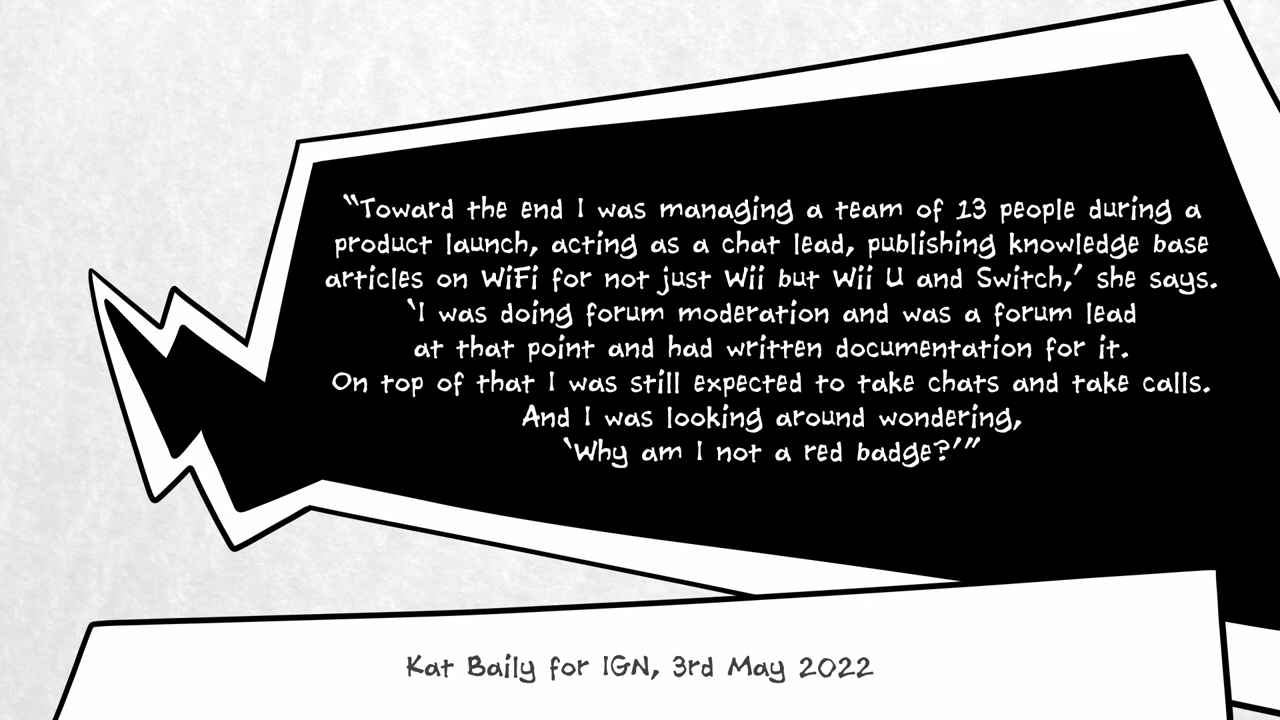 “Toward the end I was managing a team of 13 people during a
product launch, acting as a chat lead, publishing knowledge base
articles on WiFi for not just Wii but Wii U and Switch,’ she says.
‘I was doing forum moderation and was a forum lead
at that point and had written documentation for it.
On top of that I was still expected to take chats and take calls.
And I was looking around wondering,
‘Why am I not a red badge?’”
Kat Baily for IGN, 3rd May 2022